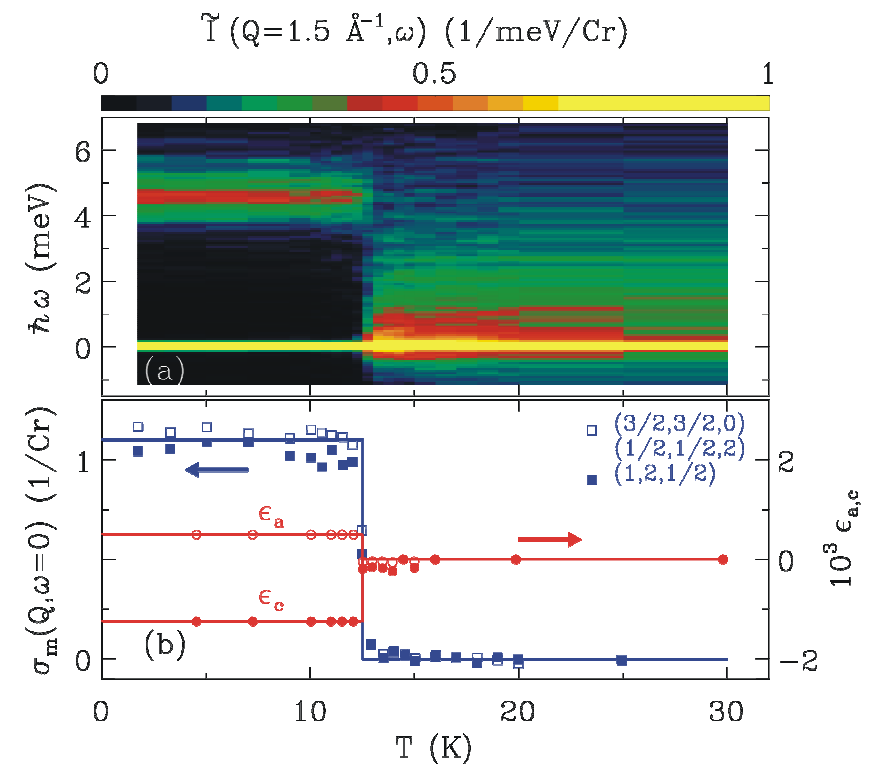 Ĩ (Q=1.5 Å⁻¹,ω) (1/meV/Cr)
0 0.5 1
ħω (meV)
6
4
2
0
(a)
σₘ(Q,ω=0) (1/Cr)
1
0
(3/2,3/2,0)
(1/2,1/2,2)
(1,2,1/2)
ϵₐ
ϵ꜀
(b)
2
0
−2
10³ ϵₐ,꜀
0 10 20 30
T (K)